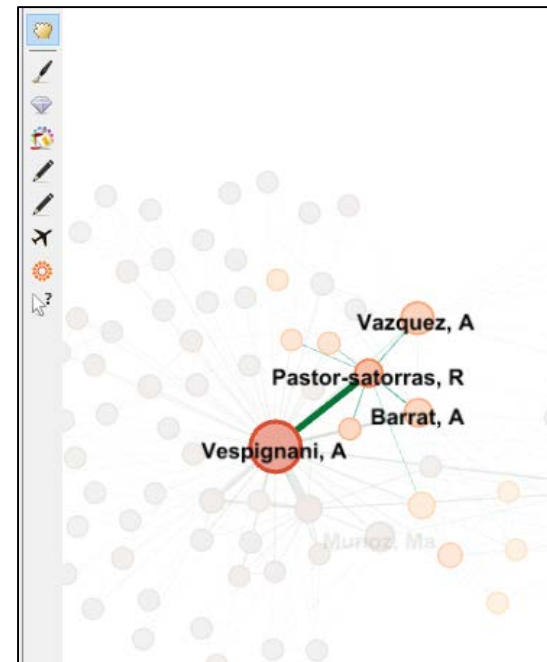 Vazquez, A
Pastor-satorras, R
Barrat, A
Vespignani, A
Munoz, Ma
?